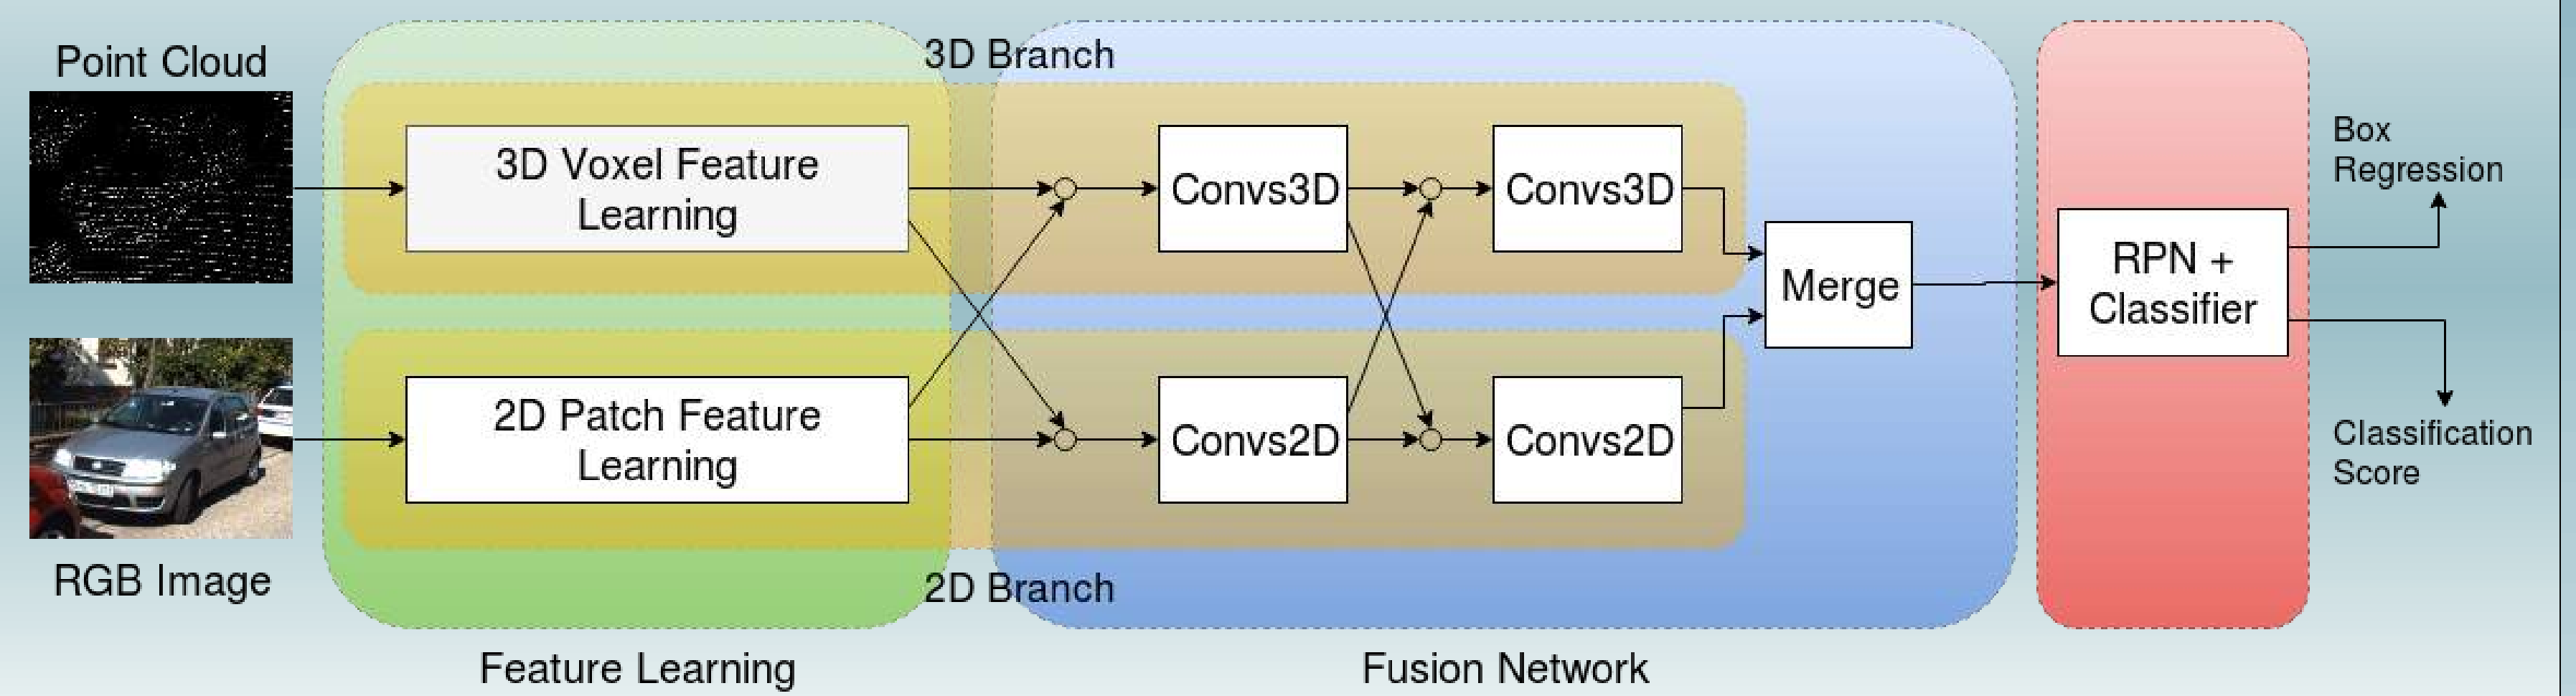 Point Cloud
RGB Image
3D Branch
3D Voxel Feature
Learning
2D Patch Feature
Learning
Convs3D
Convs3D
Convs2D
Convs2D
2D Branch
Merge
RPN +
Classifier
Box
Regression
Classification
Score
Feature Learning
Fusion Network